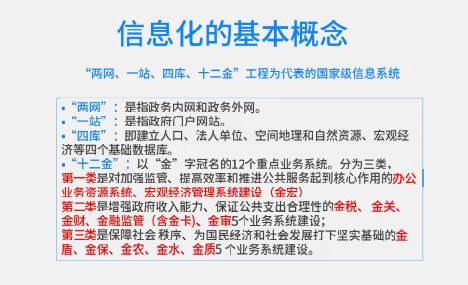 信息化的基本概念
“两网、一站、四库、十二金”工程为代表的国家级信息系统
•“两网”：是指政务内网和政务外网。
•“一站”：是指政府门户网站。
•“四库”：即建立人口、法人单位、空间地理和自然资源、宏观经
济等四个基础数据库。
•“十二金”：以“金”字冠名的12个重点业务系统。分为三类，
第一类是对加强监管、提高效率和推进公共服务起到核心作用的办公
业务资源系统、宏观经济管理系统建设（金宏）
第二类是增强政府收入能力、保证公共支出合理性的金税、金关、
金财、金融监管（含金卡)、金审5个业务系统建设；
第三类是保障社会秩序、为国民经济和社会发展打下坚实基础的金
盾、金保、金农、金水、金质5 个业务系统建设。